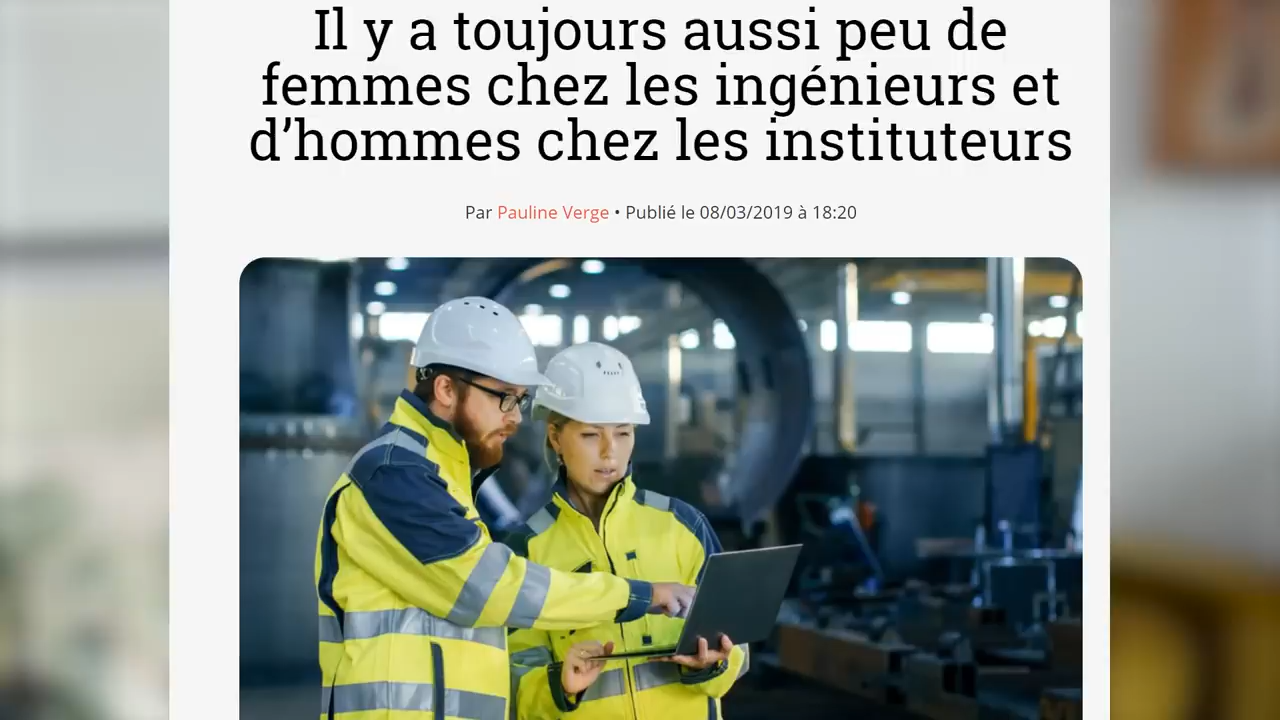 Il y a toujours aussi peu de
femmes chez les ingénieurs et
d’hommes chez les instituteurs
Par Pauline Verge • Publié le 08/03/2019 à 18:20